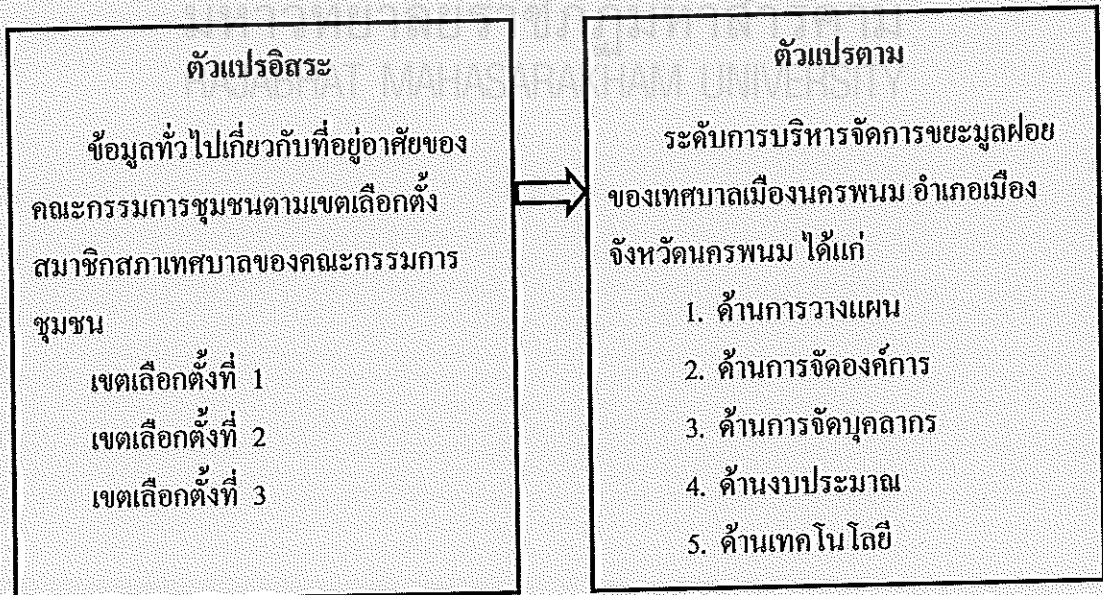 ตัวแปรอิสระ
ข้อมูลทั่วไปเกี่ยวกับที่อยู่อาศัยของ
คณะกรรมการชุมชนตามเขตเลือกตั้ง
สมาชิกสภาเทศบาลของคณะกรรมการ
ชุมชน
เขตเลือกตั้งที่ 1
เขตเลือกตั้งที่ 2
เขตเลือกตั้งที่ 3
ตัวแปรตาม
ระดับการบริหารจัดการขยะมูลฝอย
ของเทศบาลเมืองนครพนม อำเภอเมือง
จังหวัดนครพนม ได้แก่
1. ด้านการวางแผน
2. ด้านการจัดองค์การ
3. ด้านการจัดบุคลากร
4. ด้านงบประมาณ
5. ด้านเทคโนโลยี